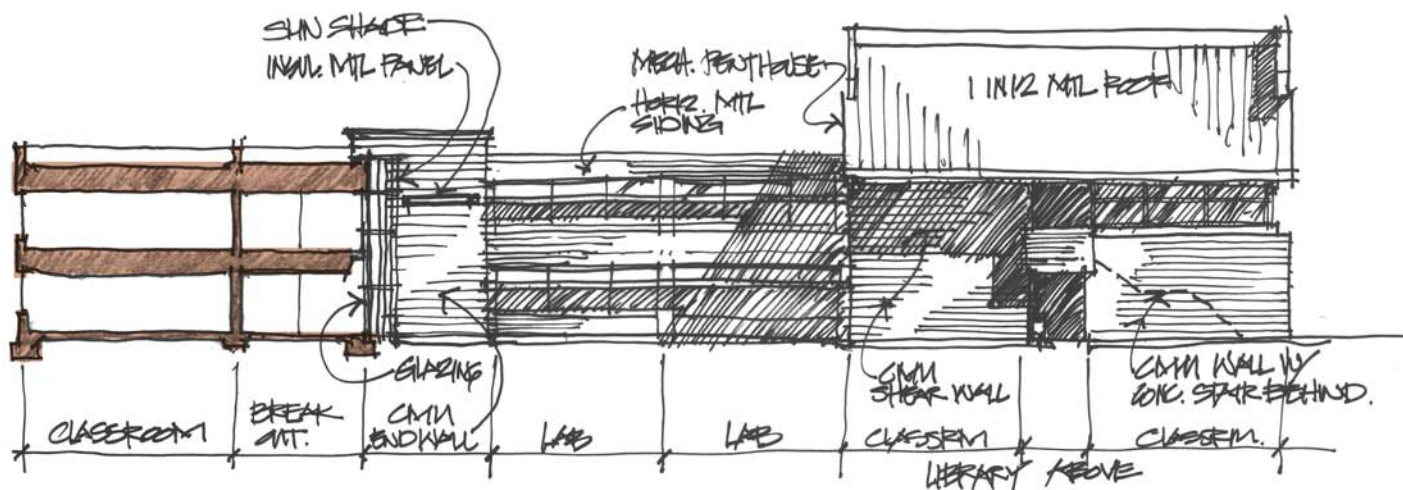 SUN SHADE
INSUL. MTL PANEL
MECH. PENTHOUSE
HORIZ. MTL
SIDING
1 IN 12 MTL ROOF
GLAZING
CMU
SHEAR WALL
CMU WALL W/
CONC. STAIR BEHIND.
CLASSROOM
BREAK
OUT.
CMU
ENDWALL
LAB
LAB
CLASSRM
CLASSRM.
LIBRARY ABOVE